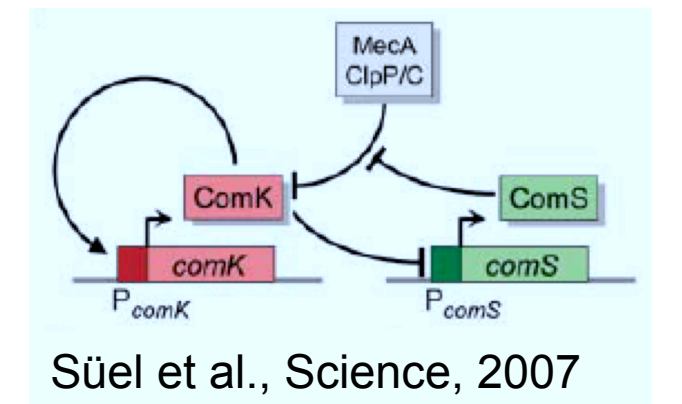 MecA
ClpP/C
ComK
ComS
comK
comS
PcomK
PcomS
Süel et al., Science, 2007